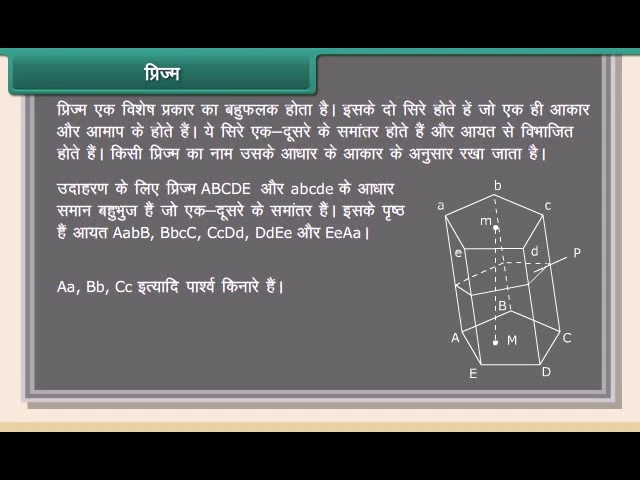 प्रिज्म
प्रिज्म एक विशेष प्रकार का बहुफलक होता है। इसके दो सिरे होते हें जो एक ही आकार
और आमाप के होते हैं। ये सिरे एक–दूसरे के समांतर होते हैं और आयत से विभाजित
होते हैं। किसी प्रिज्म का नाम उसके आधार के आकार के अनुसार रखा जाता है।
उदाहरण के लिए प्रिज्म ABCDE और abcde के आधार
समान बहुभुज हैं जो एक–दूसरे के समांतर हैं। इसके पृष्ठ
हैं आयत AabB, BbcC, CcDd, DdEe और EeAa।
Aa, Bb, Cc इत्यादि पार्श्व किनारे हैं।
b
a
c
m
e
d
P
B
A
M
C
E
D